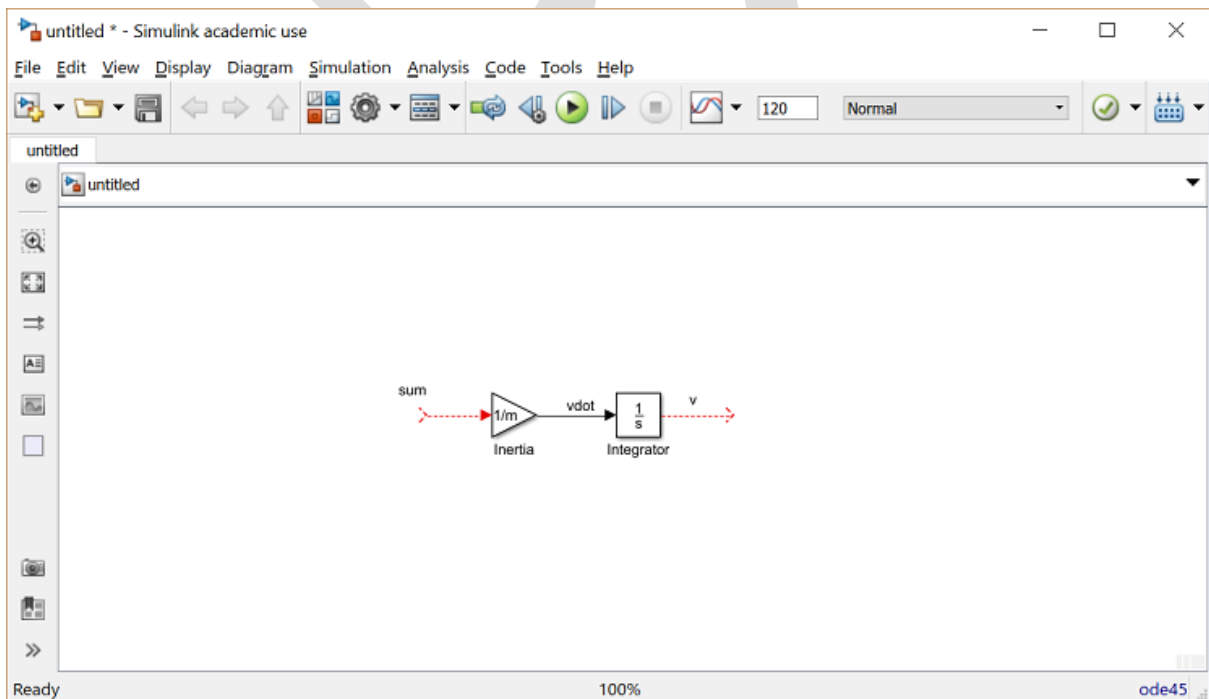 untitled * - Simulink academic use
File Edit View Display Diagram Simulation Analysis Code Tools Help
120 Normal
untitled
untitled
sum
1/m vdot 1/s v
Inertia Integrator
Ready 100% ode45